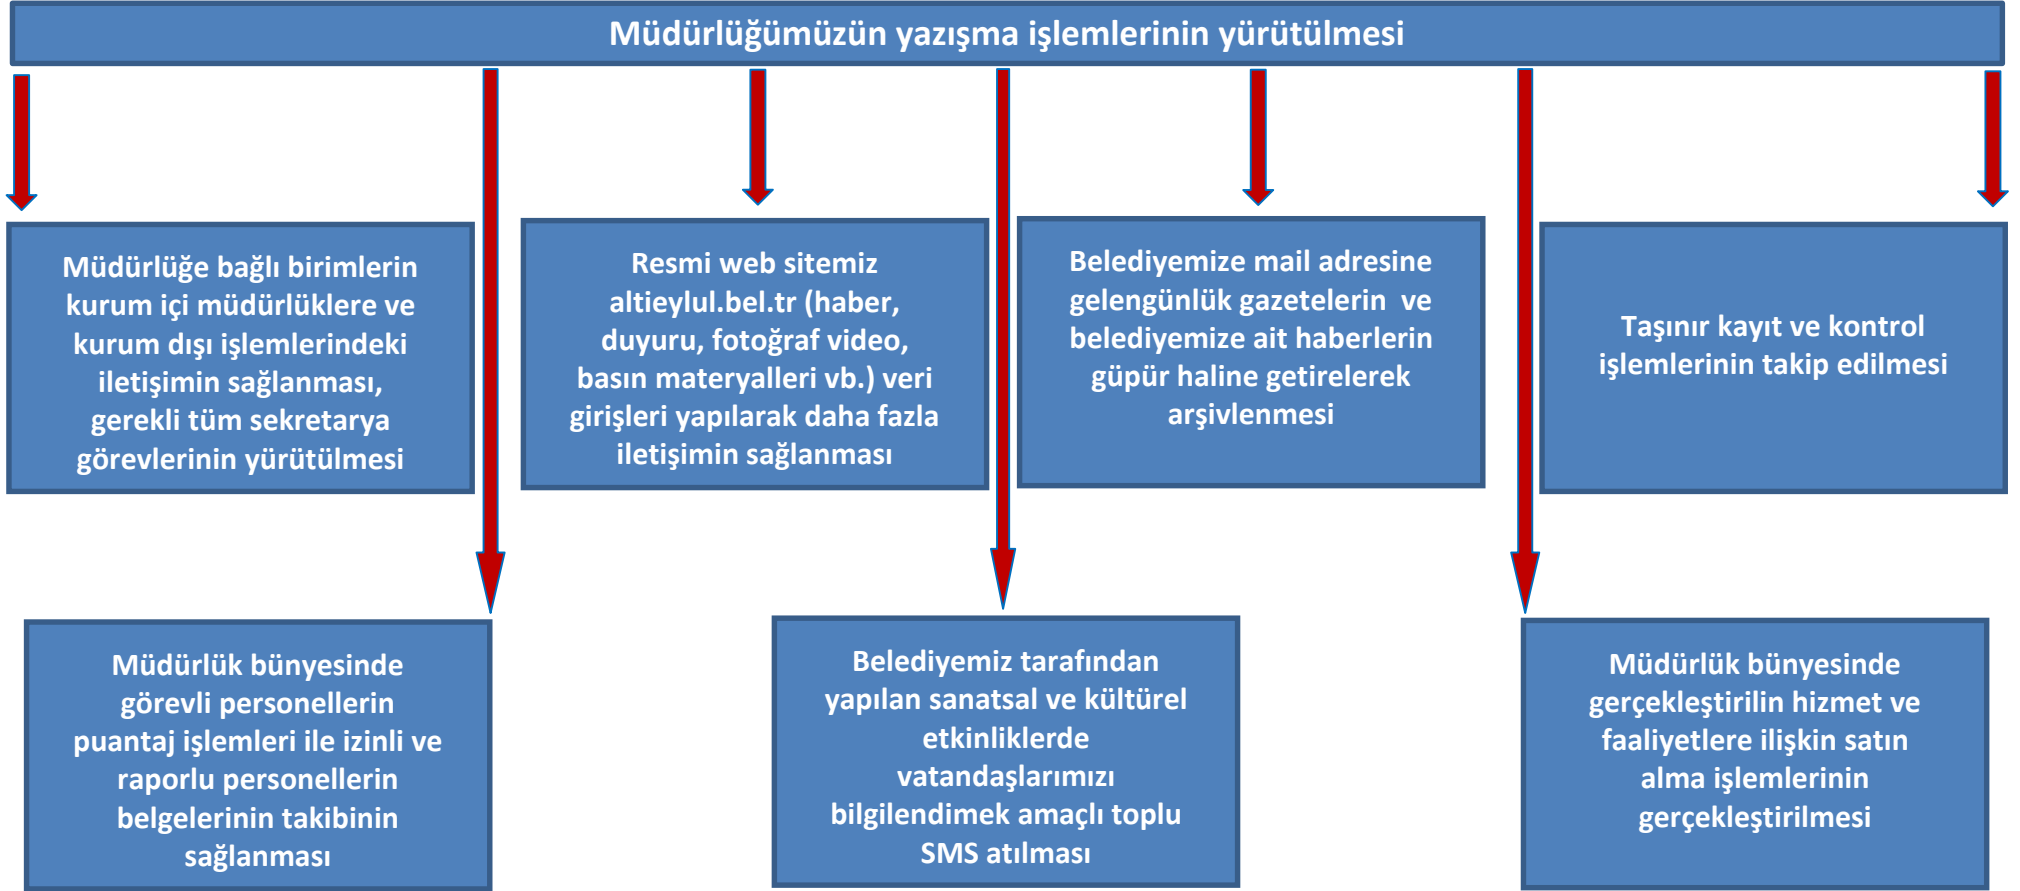 Müdürlüğümüzün yazışma işlemlerinin yürütülmesi
Müdürlüğe bağlı birimlerin
kurum içi müdürlüklere ve
kurum dışı işlemlerindeki
iletişimin sağlanması,
gerekli tüm sekretarya
görevlerinin yürütülmesi
Resmi web sitemiz
altieylul.bel.tr (haber,
duyuru, fotoğraf video,
basın materyalleri vb.) veri
girişleri yapılarak daha fazla
iletişimin sağlanması
Belediyemize mail adresine
gelengünlük gazetelerin ve
belediyemize ait haberlerin
güpür haline getirelerek
arşivlenmesi
Taşınır kayıt ve kontrol
işlemlerinin takip edilmesi
Müdürlük bünyesinde
görevli personellerin
puantaj işlemleri ile izinli ve
raporlu personellerin
belgelerinin takibinin
sağlanması
Belediyemiz tarafından
yapılan sanatsal ve kültürel
etkinliklerde
vatandaşlarımızı
bilgilendimek amaçlı toplu
SMS atılması
Müdürlük bünyesinde
gerçekleştirilin hizmet ve
faaliyetlere ilişkin satın
alma işlemlerinin
gerçekleştirilmesi